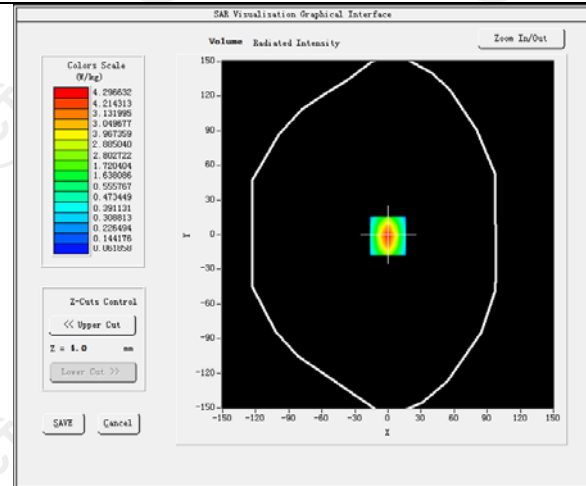 SAR Visualisation Graphical Interface
Volume Radiated Intensity
Zoom In/Out
Colors Scale
(W/kg)
4.296632
4.214313
3.131995
3.049677
3.967359
2.885040
2.802722
1.720404
1.638086
0.555767
0.473449
0.391131
0.308813
0.226494
0.144176
0.061858
Z-Cuts Control
<< Upper Cut
Z = 4.0 mm
Lower Cut >>
SAVE Cancel
150
120
90
60
30
Y 0
-30
-60
-90
-120
-150
-150 -120 -90 -60 -30 0 30 60 90 120 150
X